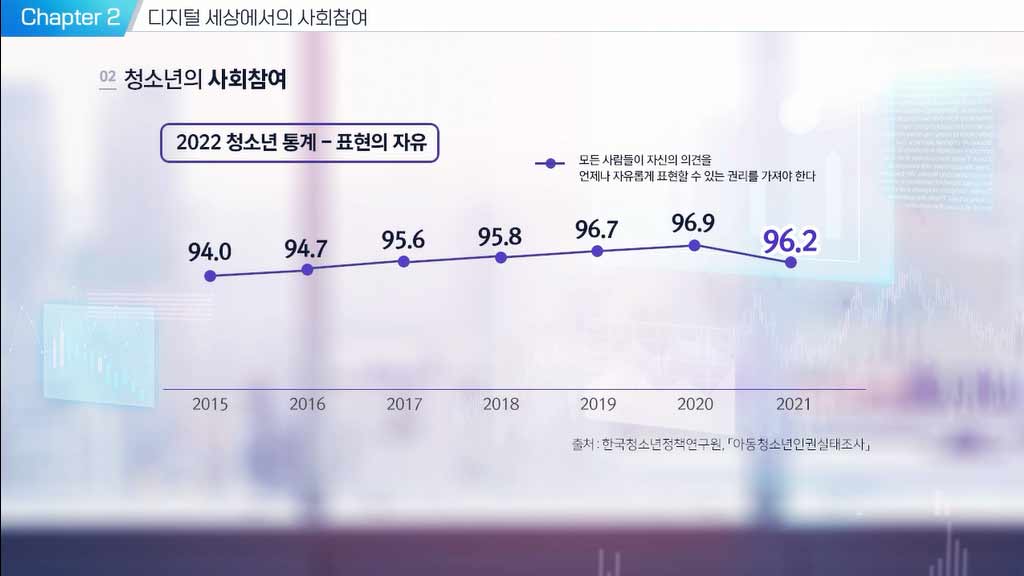 Chapter 2 디지털 세상에서의 사회참여
02 청소년의 사회참여
2022 청소년 통계 – 표현의 자유
모든 사람들이 자신의 의견을
언제나 자유롭게 표현할 수 있는 권리를 가져야 한다
94.0 94.7 95.6 95.8 96.7 96.9 96.2
2015 2016 2017 2018 2019 2020 2021
출처 : 한국청소년정책연구원, 「아동청소년인권실태조사」